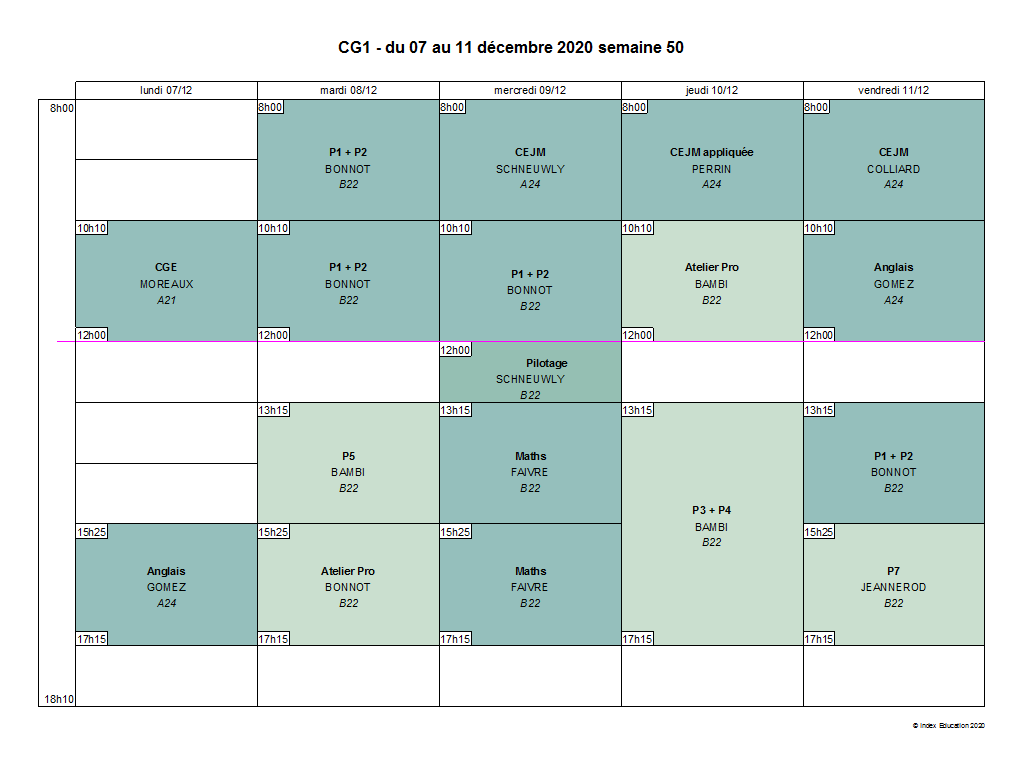 CG1 - du 07 au 11 décembre 2020 semaine 50
lundi 07/12
mardi 08/12
mercredi 09/12
jeudi 10/12
vendredi 11/12
8h00
8h00
8h00
8h00
8h00
P1 + P2
BONNOT
B22
CEJM
SCHNEUWLY
A24
CEJM appliquée
PERRIN
A24
CEJM
COLLIARD
A24
10h10
10h10
10h10
10h10
10h10
CGE
MOREAUX
A21
P1 + P2
BONNOT
B22
P1 + P2
BONNOT
B22
Atelier Pro
BAMBI
B22
Anglais
GOMEZ
A24
12h00
12h00
12h00
12h00
12h00
Pilotage
SCHNEUWLY
B22
13h15
13h15
13h15
13h15
P5
BAMBI
B22
Maths
FAIVRE
B22
P3 + P4
BAMBI
B22
P1 + P2
BONNOT
B22
15h25
15h25
15h25
15h25
Anglais
GOMEZ
A24
Atelier Pro
BONNOT
B22
Maths
FAIVRE
B22
P7
JEANNEROD
B22
17h15
17h15
17h15
17h15
17h15
18h10
© Index Education 2020